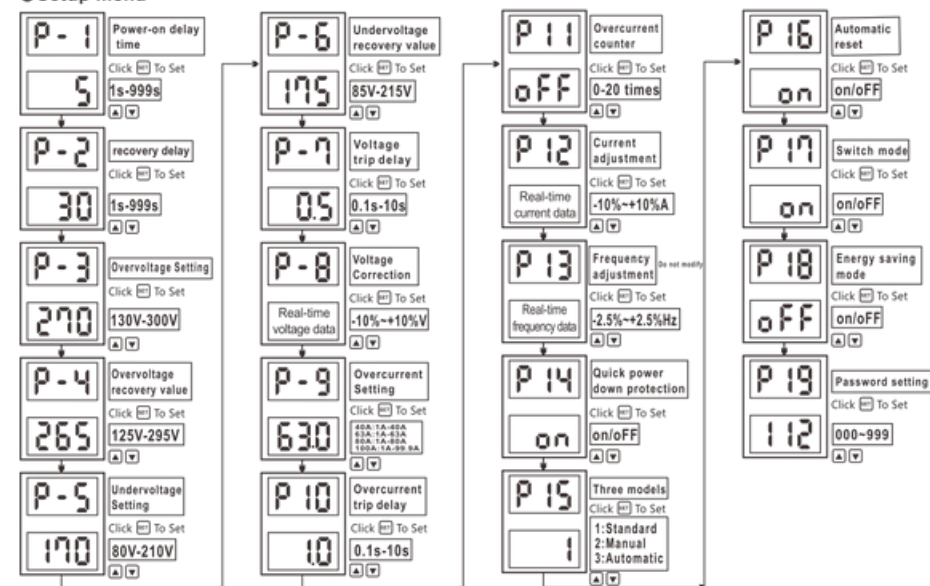 Setup Menu
P-1
Power-on delay
time
Click SET To Set
5
1s-999s
P-2
recovery delay
Click SET To Set
30
1s-999s
P-3
Overvoltage Setting
Click SET To Set
270
130V-300V
P-4
Overvoltage
recovery value
Click SET To Set
265
125V-295V
P-5
Undervoltage
Setting
Click SET To Set
170
80V-210V
P-6
Undervoltage
recovery value
Click SET To Set
175
85V-215V
P-7
Voltage
trip delay
Click SET To Set
0.5
0.1s-10s
P-8
Voltage
Correction
Click SET To Set
Real-time
voltage data
-10%~+10%V
P-9
Overcurrent
Setting
Click SET To Set
63.0
40A:1A-40A
63A:1A-63A
80A:1A-80A
100A:1A-99.9A
P10
Overcurrent
trip delay
Click SET To Set
1.0
0.1s-10s
P11
Overcurrent
counter
Click SET To Set
oFF
0-20 times
P12
Current
adjustment
Click SET To Set
Real-time
current data
-10%~+10%A
P13
Frequency
adjustment
Do not modify
Click SET To Set
Real-time
frequency data
-2.5%~+2.5%Hz
P14
Quick power
down protection
Click SET To Set
on
on/oFF
P15
Three models
Click SET To Set
1
1:Standard
2:Manual
3:Automatic
P16
Automatic
reset
Click SET To Set
on
on/oFF
P17
Switch mode
Click SET To Set
on
on/oFF
P18
Energy saving
mode
Click SET To Set
oFF
on/oFF
P19
Password setting
Click SET To Set
112
000~999